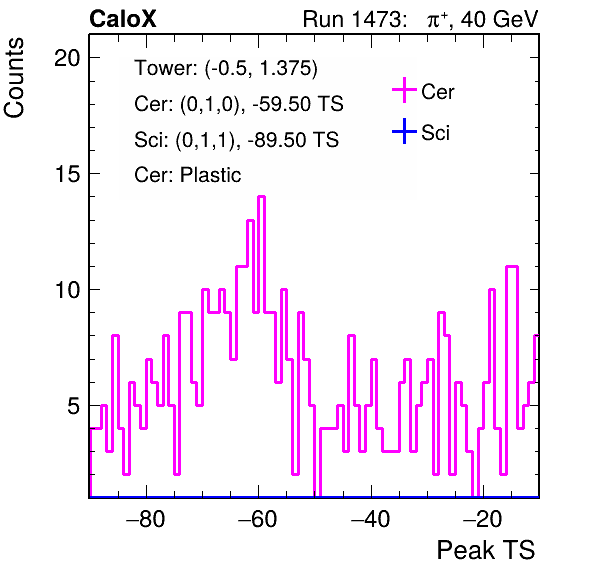 CaloX Run 1473: π+, 40 GeV
Counts
Tower: (-0.5, 1.375)
Cer: (0,1,0), -59.50 TS
Sci: (0,1,1), -89.50 TS
Cer: Plastic
Cer
Sci
20
15
10
5
−80 −60 −40 −20
Peak TS